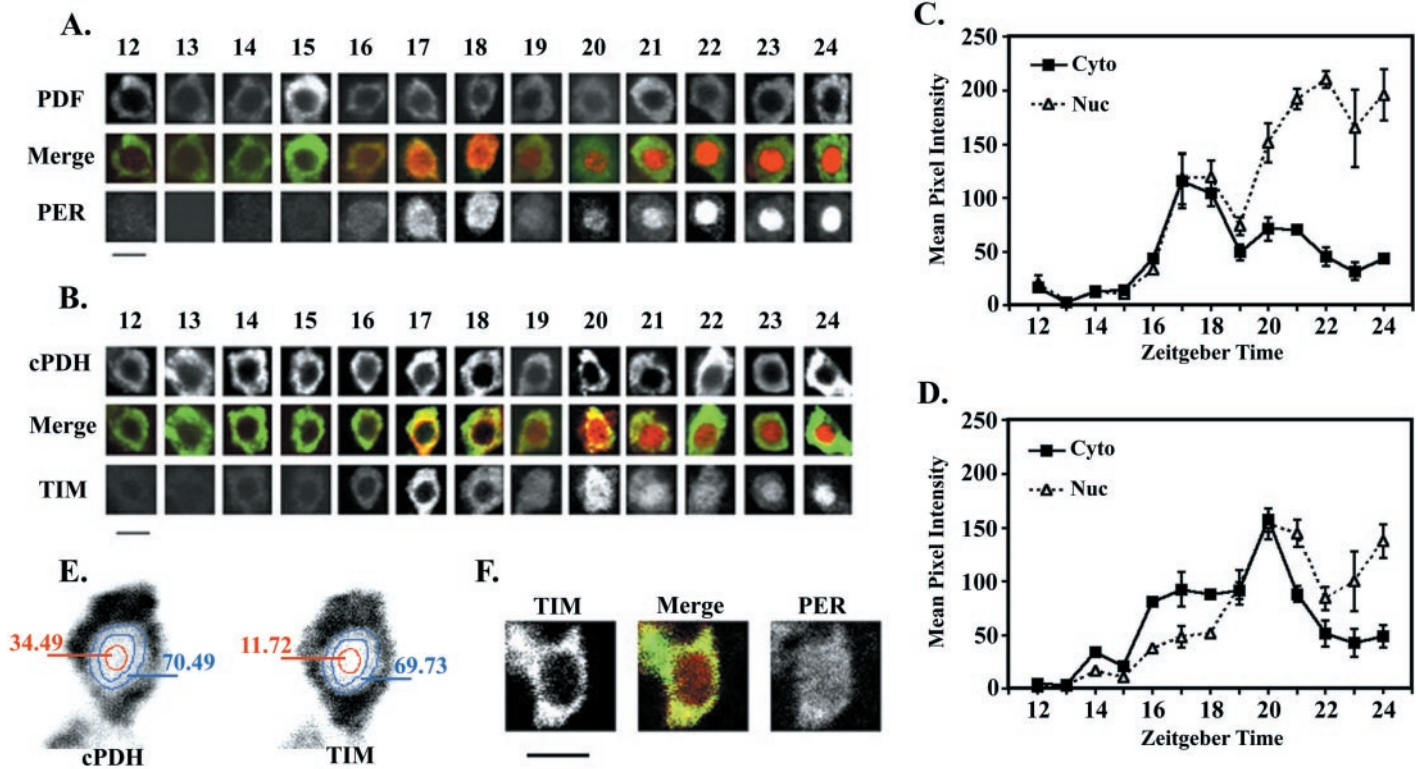 A.
12 13 14 15 16 17 18 19 20 21 22 23 24
PDF
Merge
PER
B.
12 13 14 15 16 17 18 19 20 21 22 23 24
cPDH
Merge
TIM
C.
250
200
150
100
50
0
Mean Pixel Intensity
Cyto
Nuc
12 14 16 18 20 22 24
Zeitgeber Time
D.
250
200
150
100
50
0
Mean Pixel Intensity
Cyto
Nuc
12 14 16 18 20 22 24
Zeitgeber Time
E.
34.49
70.49
cPDH
11.72
69.73
TIM
F.
TIM Merge PER